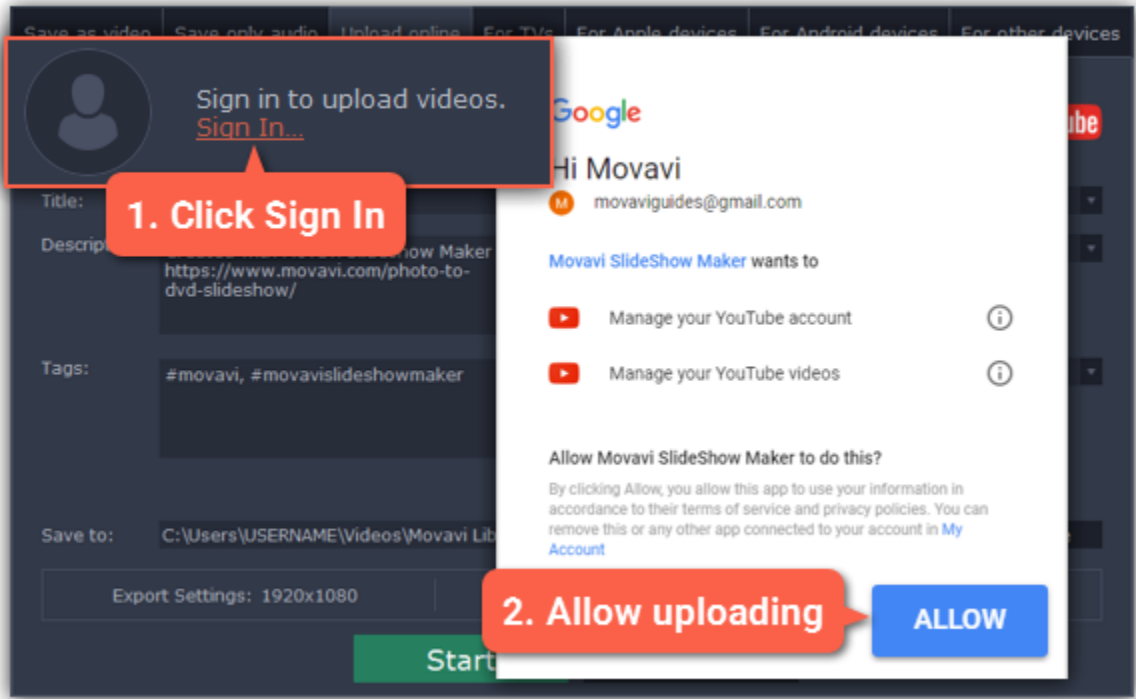 Save as video Save only audio Upload online For TVs For Apple devices For Android devices For other devices
Sign in to upload videos.
Sign In...
1. Click Sign In
Title:
https://www.movavi.com/photo-to-
dvd-slideshow/
Tags:
#movavi, #movavislideshowmaker
Save to: C:\Users\USERNAME\Videos\Movavi Lib
Export Settings: 1920x1080
Start
Google
Hi Movavi
M movaviguides@gmail.com
Movavi SlideShow Maker wants to
Manage your YouTube account
Manage your YouTube videos
Allow Movavi SlideShow Maker to do this?
By clicking Allow, you allow this app to use your information in
accordance to their terms of service and privacy policies. You can
remove this or any other app connected to your account in My
Account
2. Allow uploading
ALLOW